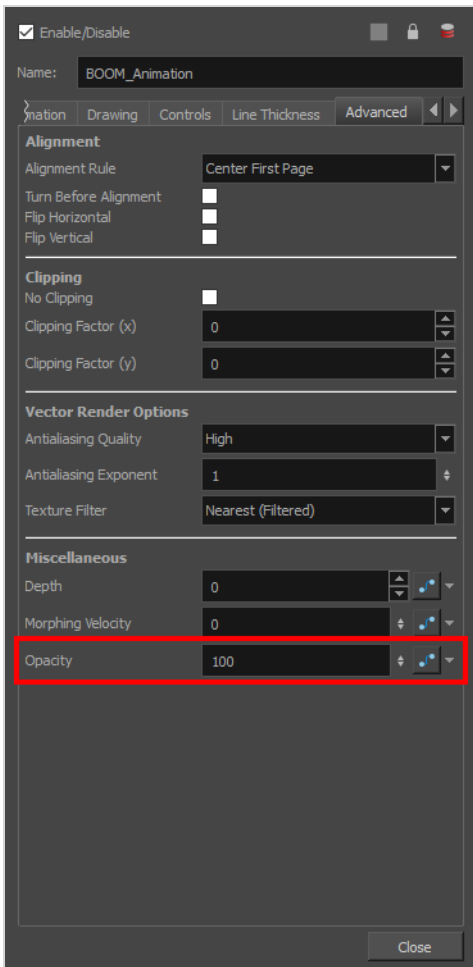 Enable/Disable
Name: BOOM_Animation
mation Drawing Controls Line Thickness Advanced
Alignment
Alignment Rule Center First Page
Turn Before Alignment
Flip Horizontal
Flip Vertical
Clipping
No Clipping
Clipping Factor (x) 0
Clipping Factor (y) 0
Vector Render Options
Antialiasing Quality High
Antialiasing Exponent 1
Texture Filter Nearest (Filtered)
Miscellaneous
Depth 0
Morphing Velocity 0
Opacity 100
Close